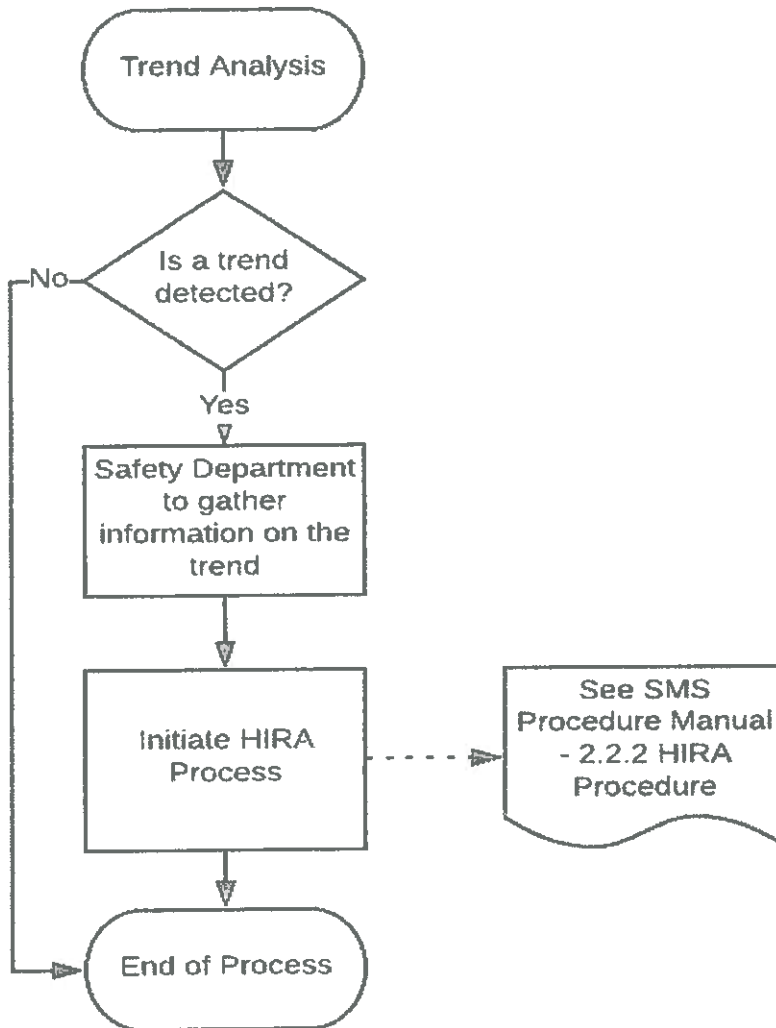 Trend Analysis
Is a trend
detected?
No
Yes
Safety Department
to gather
information on the
trend
Initiate HIRA
Process
See SMS
Procedure Manual
- 2.2.2 HIRA
Procedure
End of Process